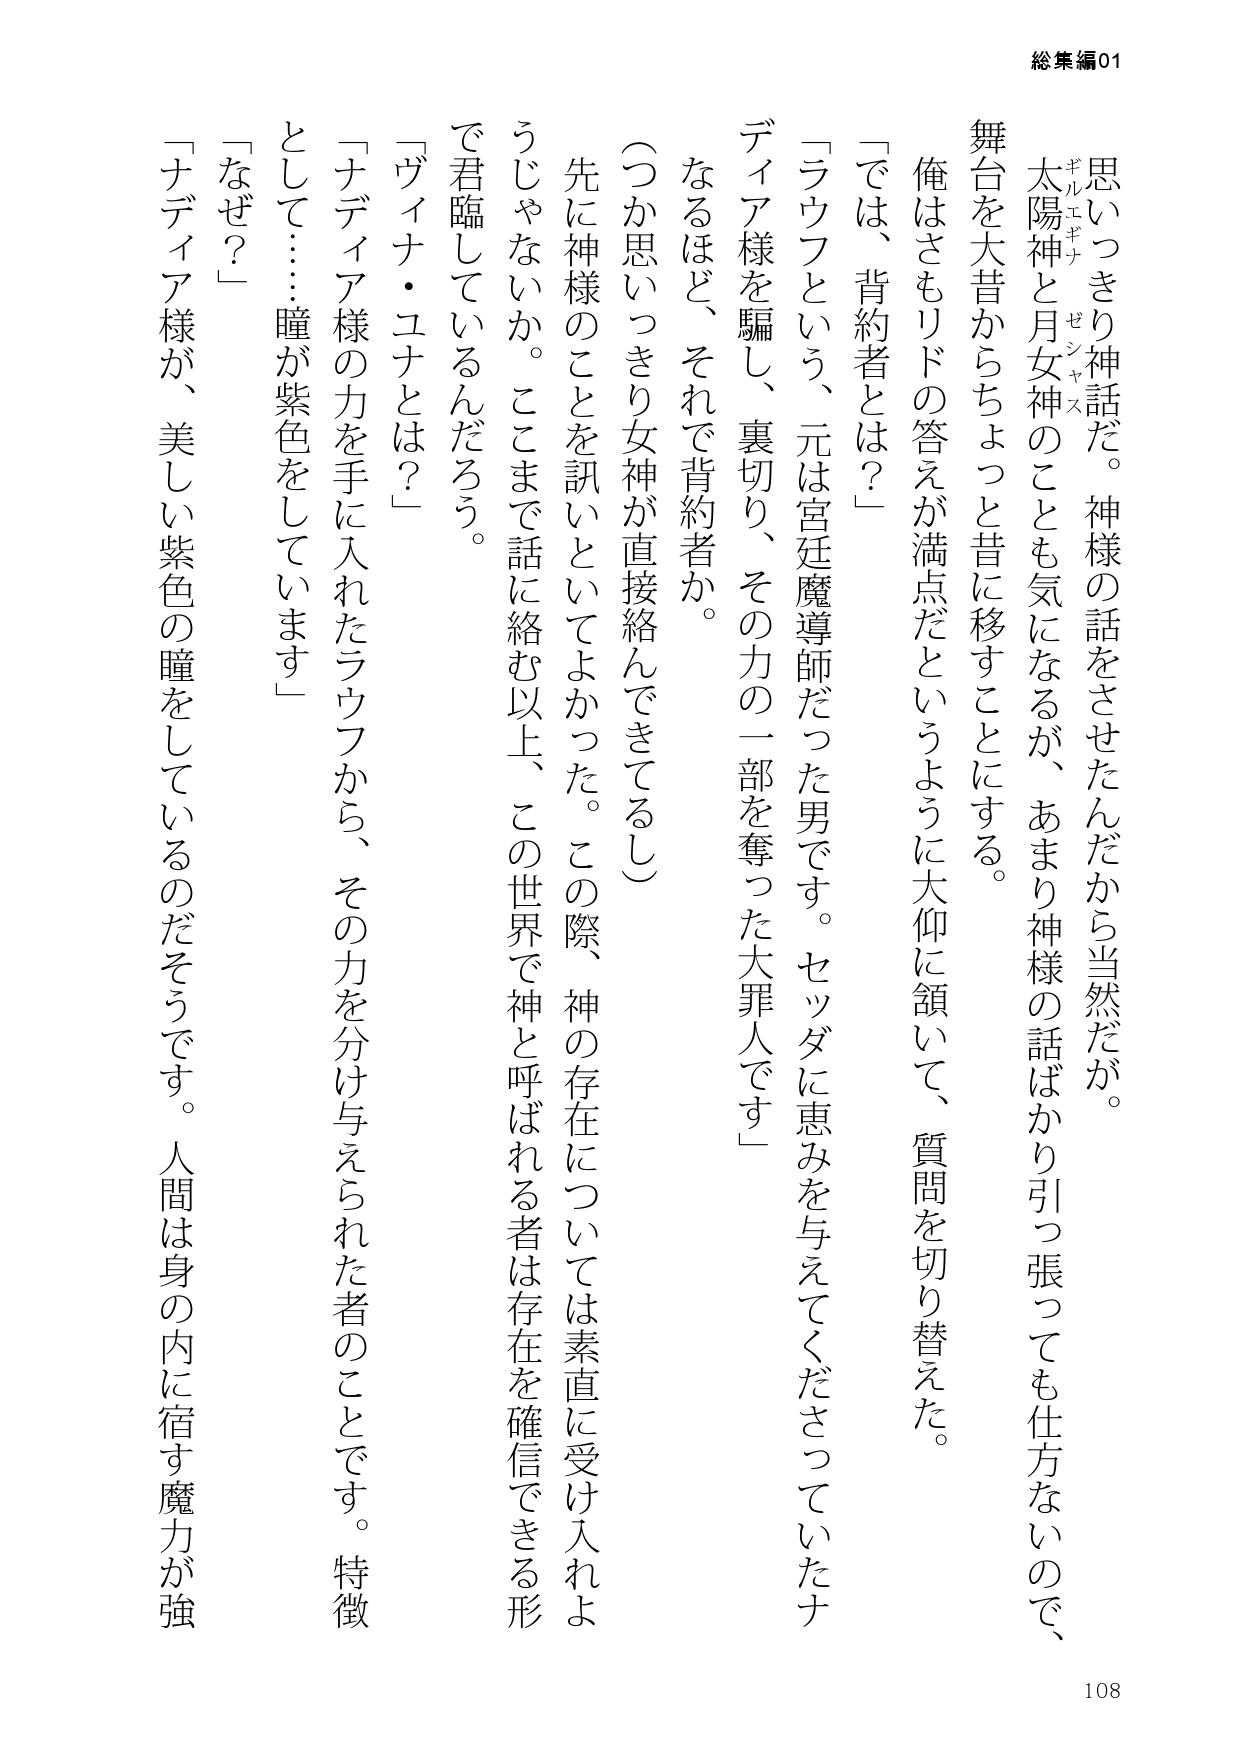 総集編01
思いっきり神話だ。神様の話をさせたんだから当然だが。
太陽神と月女神のことも気になるが、あまり神様の話ばかり引っ張っても仕方ないので、
ギルエギナ ゼシャス
舞台を大昔からちょっと昔に移すことにする。
俺はさもリドの答えが満点だというように大仰に頷いて、質問を切り替えた。
「では、背約者とは？」
「ラウフという、元は宮廷魔導師だった男です。セッダに恵みを与えてくださっていたナ
ディア様を騙し、裏切り、その力の一部を奪った大罪人です」
なるほど、それで背約者か。
（つか思いっきり女神が直接絡んできてるし）
先に神様のことを訊いといてよかった。この際、神の存在については素直に受け入れよ
うじゃないか。ここまで話に絡む以上、この世界で神と呼ばれる者は存在を確信できる形
で君臨しているんだろう。
「ヴィナ・ユナとは？」
「ナディア様の力を手に入れたラウフから、その力を分け与えられた者のことです。特徴
として……瞳が紫色をしています」
「なぜ？」
「ナディア様が、美しい紫色の瞳をしているのだそうです。人間は身の内に宿す魔力が強
108